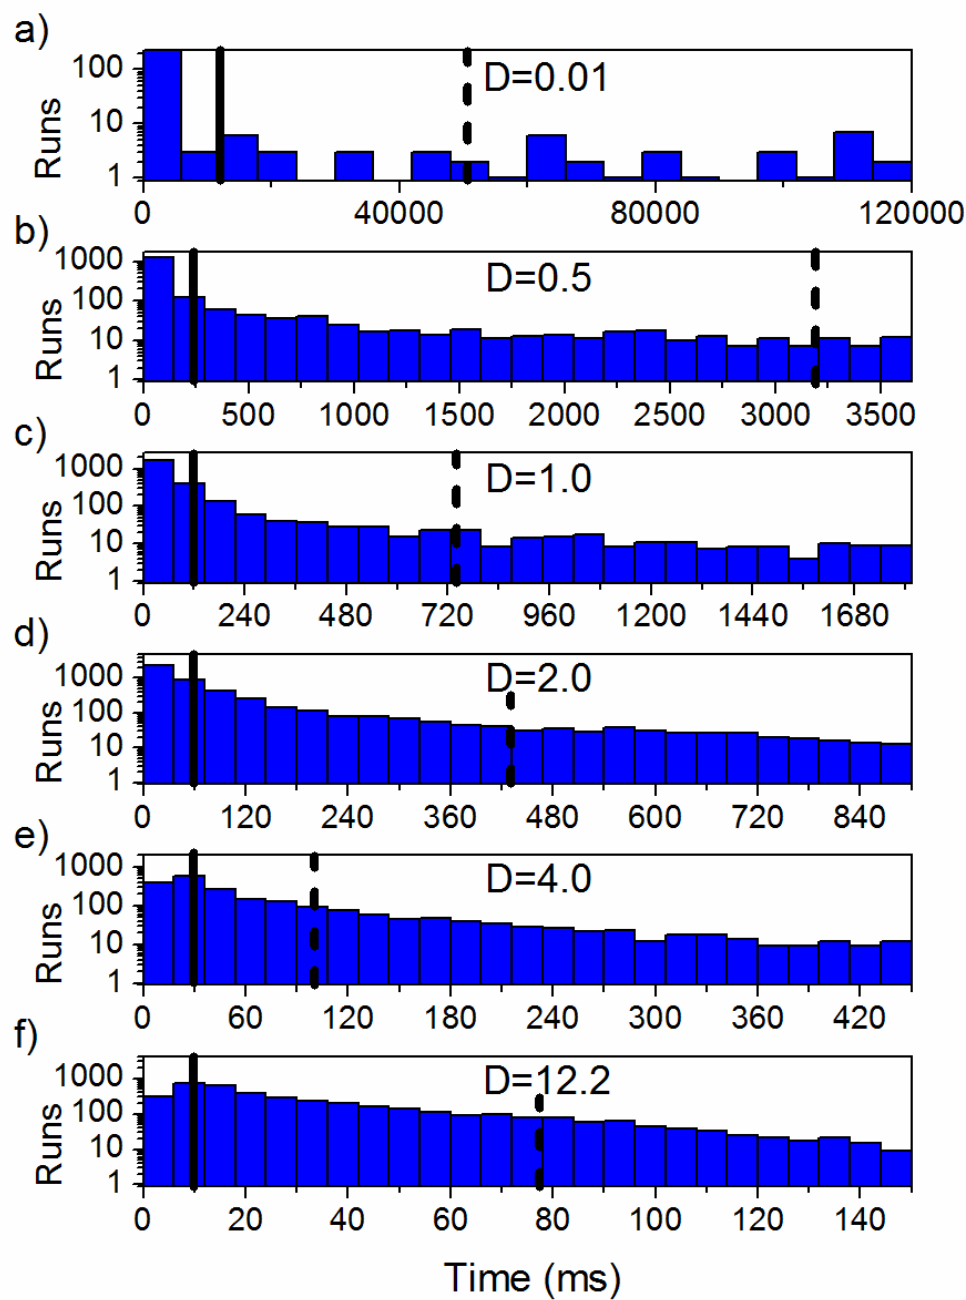 a)
D=0.01
Runs
100
10
1
0 40000 80000 120000
b)
D=0.5
Runs
1000
100
10
1
0 500 1000 1500 2000 2500 3000 3500
c)
D=1.0
Runs
1000
100
10
1
0 240 480 720 960 1200 1440 1680
d)
D=2.0
Runs
1000
100
10
1
0 120 240 360 480 600 720 840
e)
D=4.0
Runs
1000
100
10
1
0 60 120 180 240 300 360 420
f)
D=12.2
Runs
1000
100
10
1
0 20 40 60 80 100 120 140
Time (ms)